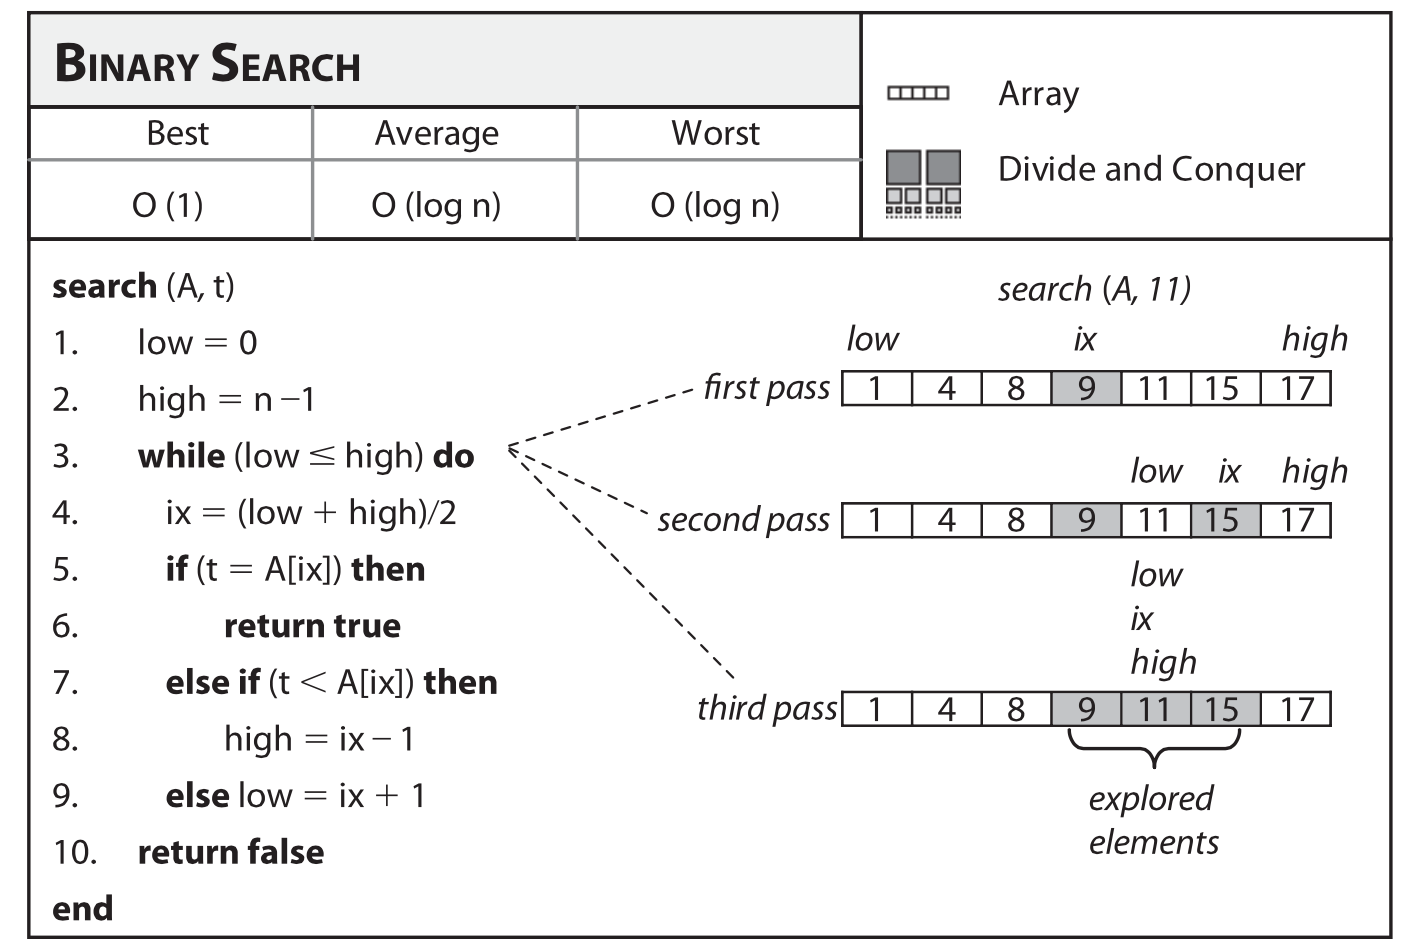 BINARY SEARCH
Best Average Worst
O (1) O (log n) O (log n)
Array
Divide and Conquer
search (A, t)
1. low = 0
2. high = n –1
3. while (low ≤ high) do
4. ix = (low + high)/2
5. if (t = A[ix]) then
6. return true
7. else if (t < A[ix]) then
8. high = ix – 1
9. else low = ix + 1
10. return false
end
search (A, 11)
low ix high
first pass 1 4 8 9 11 15 17
low ix high
second pass 1 4 8 9 11 15 17
low
ix
high
third pass 1 4 8 9 11 15 17
explored
elements